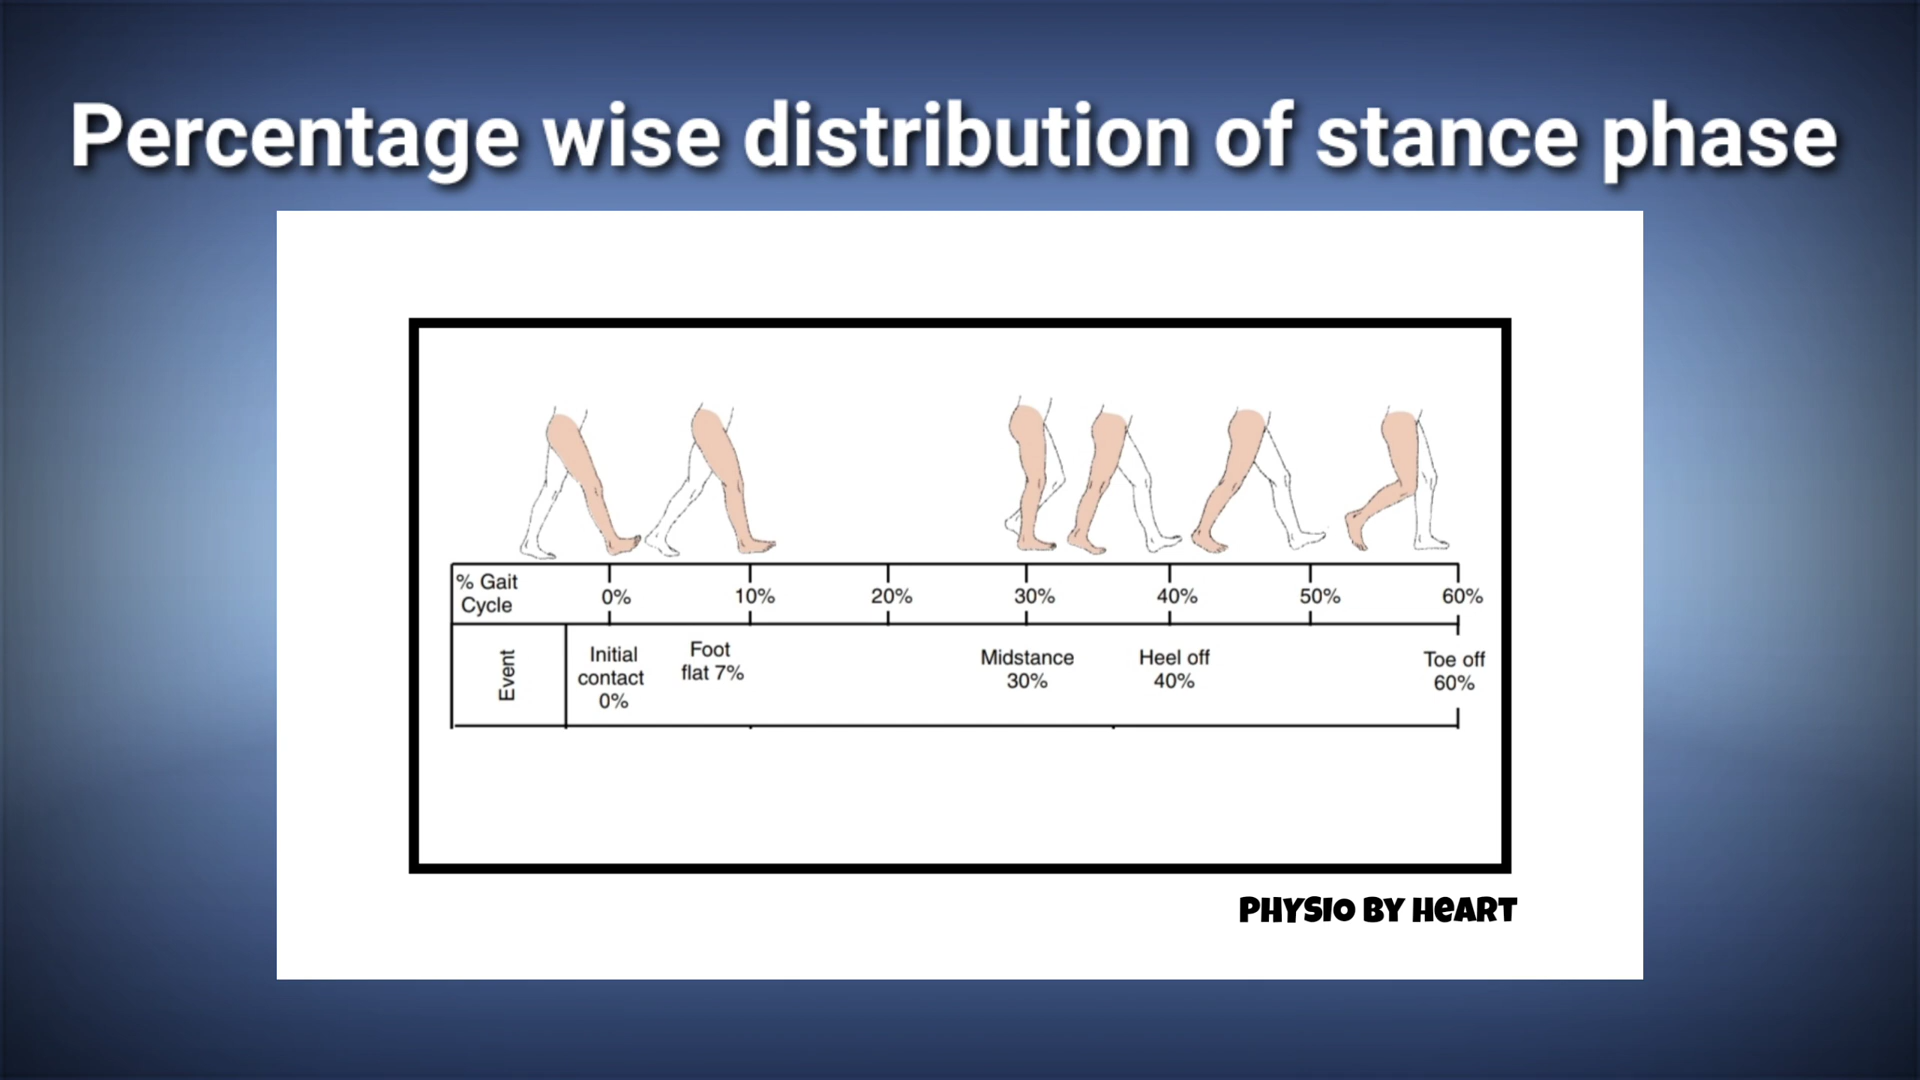 Percentage wise distribution of stance phase
% Gait
Cycle
0%
10%
20%
30%
40%
50%
60%
Event
Initial
contact
0%
Foot
flat 7%
Midstance
30%
Heel off
40%
Toe off
60%
PHYSIO BY HeART